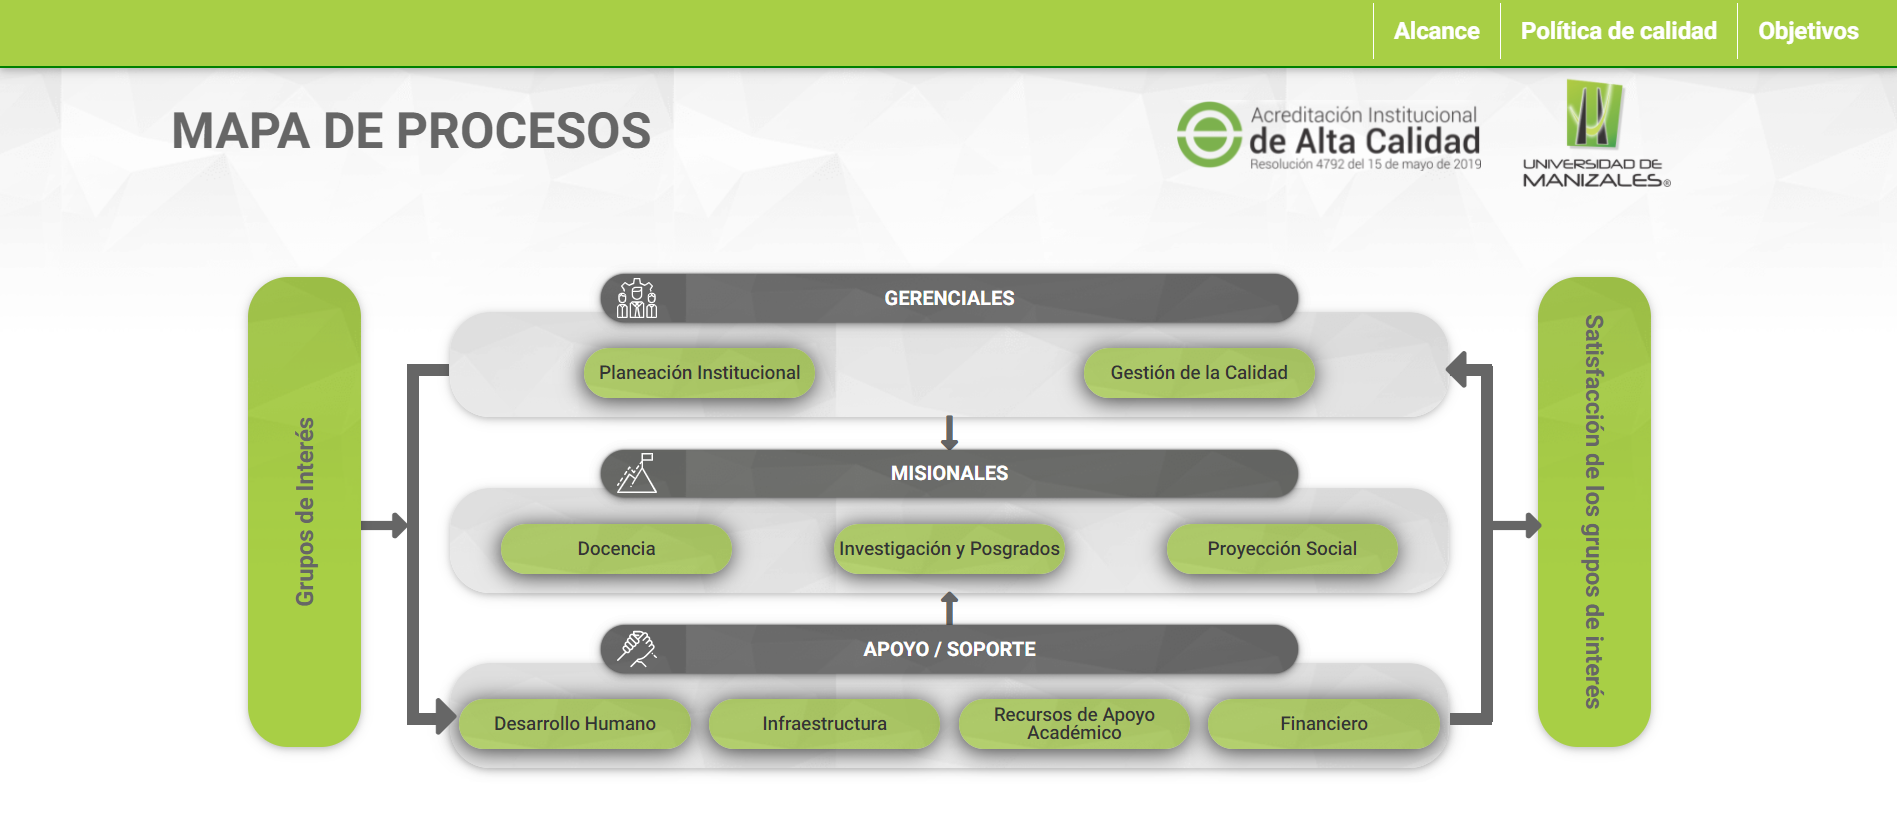 Alcance
Política de calidad
Objetivos
MAPA DE PROCESOS
Acreditación Institucional
de Alta Calidad
Resolución 4792 del 15 de mayo de 2019
UNIVERSIDAD DE
MANIZALES®
Grupos de Interés
GERENCIALES
Planeación Institucional
Gestión de la Calidad
MISIONALES
Docencia
Investigación y Posgrados
Proyección Social
APOYO / SOPORTE
Desarrollo Humano
Infraestructura
Recursos de Apoyo
Académico
Financiero
Satisfacción de los grupos de interés